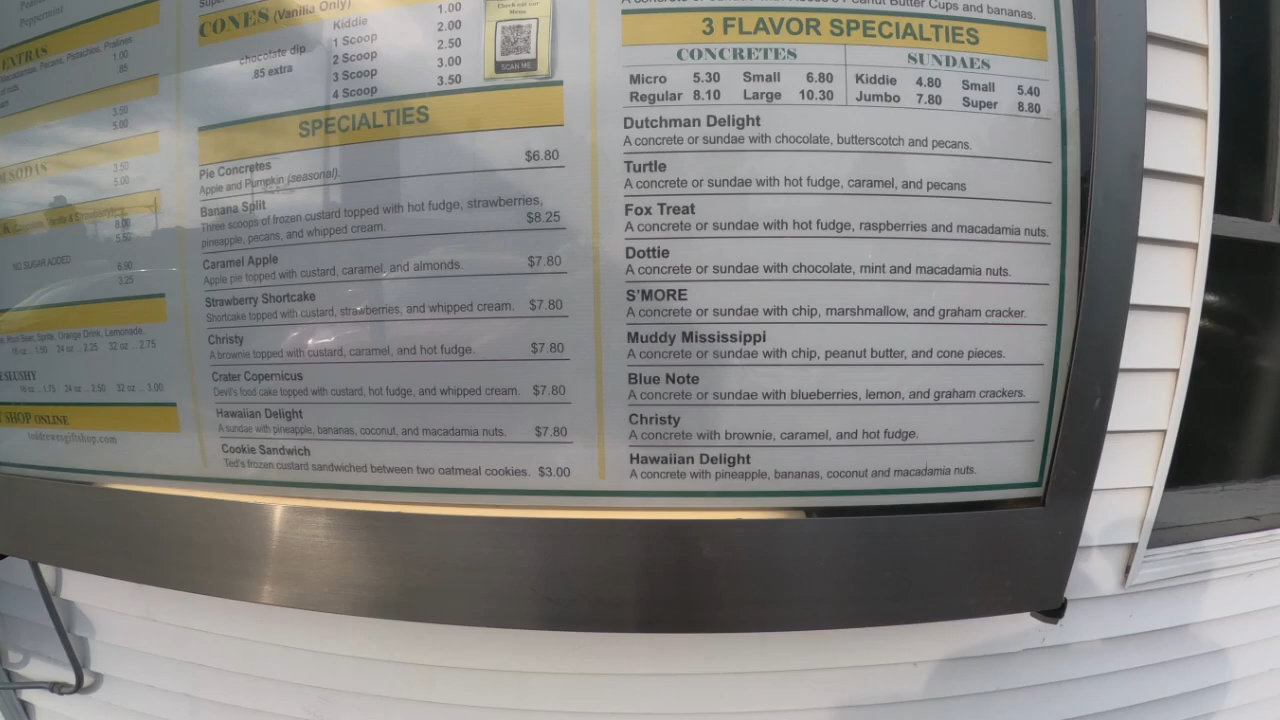 Peppermint
EXTRAS
Macadamias, Pecans, Pistachios, Pralines
1.00
.85
3.50
5.00
SODAS
3.50
5.00
8.00
5.50
NO SUGAR ADDED
6.90
3.25
Root Beer, Sprite, Orange Drink, Lemonade.
16 oz ... 1.50 24 oz ... 2.25 32 oz ... 2.75
SLUSHY
16 oz ... 1.75 24 oz ... 2.50 32 oz ... 3.00
SHOP ONLINE
teddrewesgiftshop.com
CONES (Vanilla Only)
chocolate dip
.85 extra
Kiddie 1.00
1 Scoop 2.00
2 Scoop 2.50
3 Scoop 3.00
4 Scoop 3.50
Check out our
Menu
SCAN ME
SPECIALTIES
Pie Concretes $6.80
Apple and Pumpkin (seasonal).
Banana Split
Three scoops of frozen custard topped with hot fudge, strawberries,
pineapple, pecans, and whipped cream. $8.25
Caramel Apple
Apple pie topped with custard, caramel, and almonds. $7.80
Strawberry Shortcake
Shortcake topped with custard, strawberries, and whipped cream. $7.80
Christy
A brownie topped with custard, caramel, and hot fudge. $7.80
Crater Copernicus
Devil's food cake topped with custard, hot fudge, and whipped cream. $7.80
Hawaiian Delight
A sundae with pineapple, bananas, coconut, and macadamia nuts. $7.80
Cookie Sandwich
Ted's frozen custard sandwiched between two oatmeal cookies. $3.00
Peanut Butter Cups and bananas.
3 FLAVOR SPECIALTIES
CONCRETES
Micro 5.30 Small 6.80
Regular 8.10 Large 10.30
SUNDAES
Kiddie 4.80 Small 5.40
Jumbo 7.80 Super 8.80
Dutchman Delight
A concrete or sundae with chocolate, butterscotch and pecans.
Turtle
A concrete or sundae with hot fudge, caramel, and pecans
Fox Treat
A concrete or sundae with hot fudge, raspberries and macadamia nuts.
Dottie
A concrete or sundae with chocolate, mint and macadamia nuts.
S'MORE
A concrete or sundae with chip, marshmallow, and graham cracker.
Muddy Mississippi
A concrete or sundae with chip, peanut butter, and cone pieces.
Blue Note
A concrete or sundae with blueberries, lemon, and graham crackers.
Christy
A concrete with brownie, caramel, and hot fudge.
Hawaiian Delight
A concrete with pineapple, bananas, coconut and macadamia nuts.